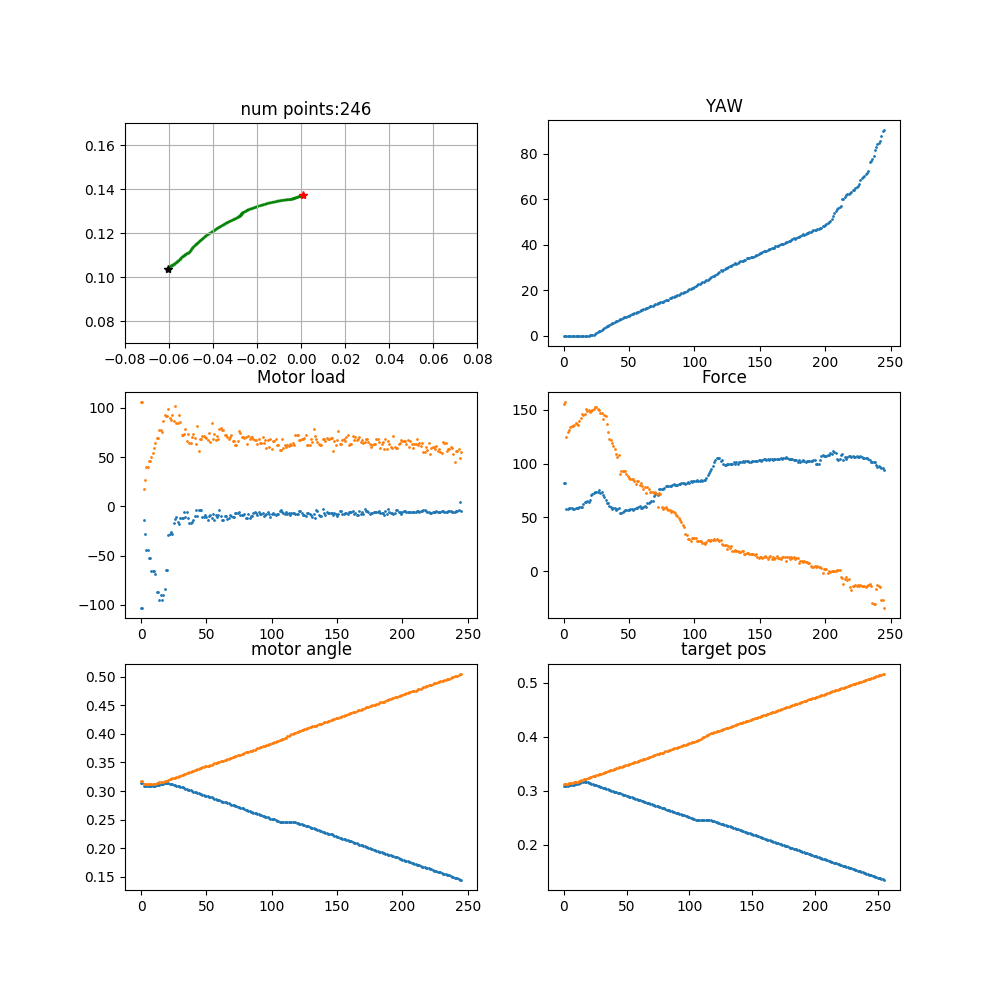 num points:246
YAW
0.16
0.14
0.12
0.10
0.08
−0.08 −0.06 −0.04 −0.02 0.00 0.02 0.04 0.06 0.08
80
60
40
20
0
0 50 100 150 200 250
Motor load
Force
100
50
0
−50
−100
0 50 100 150 200 250
150
100
50
0
0 50 100 150 200 250
motor angle
target pos
0.50
0.45
0.40
0.35
0.30
0.25
0.20
0.15
0 50 100 150 200 250
0.5
0.4
0.3
0.2
0 50 100 150 200 250